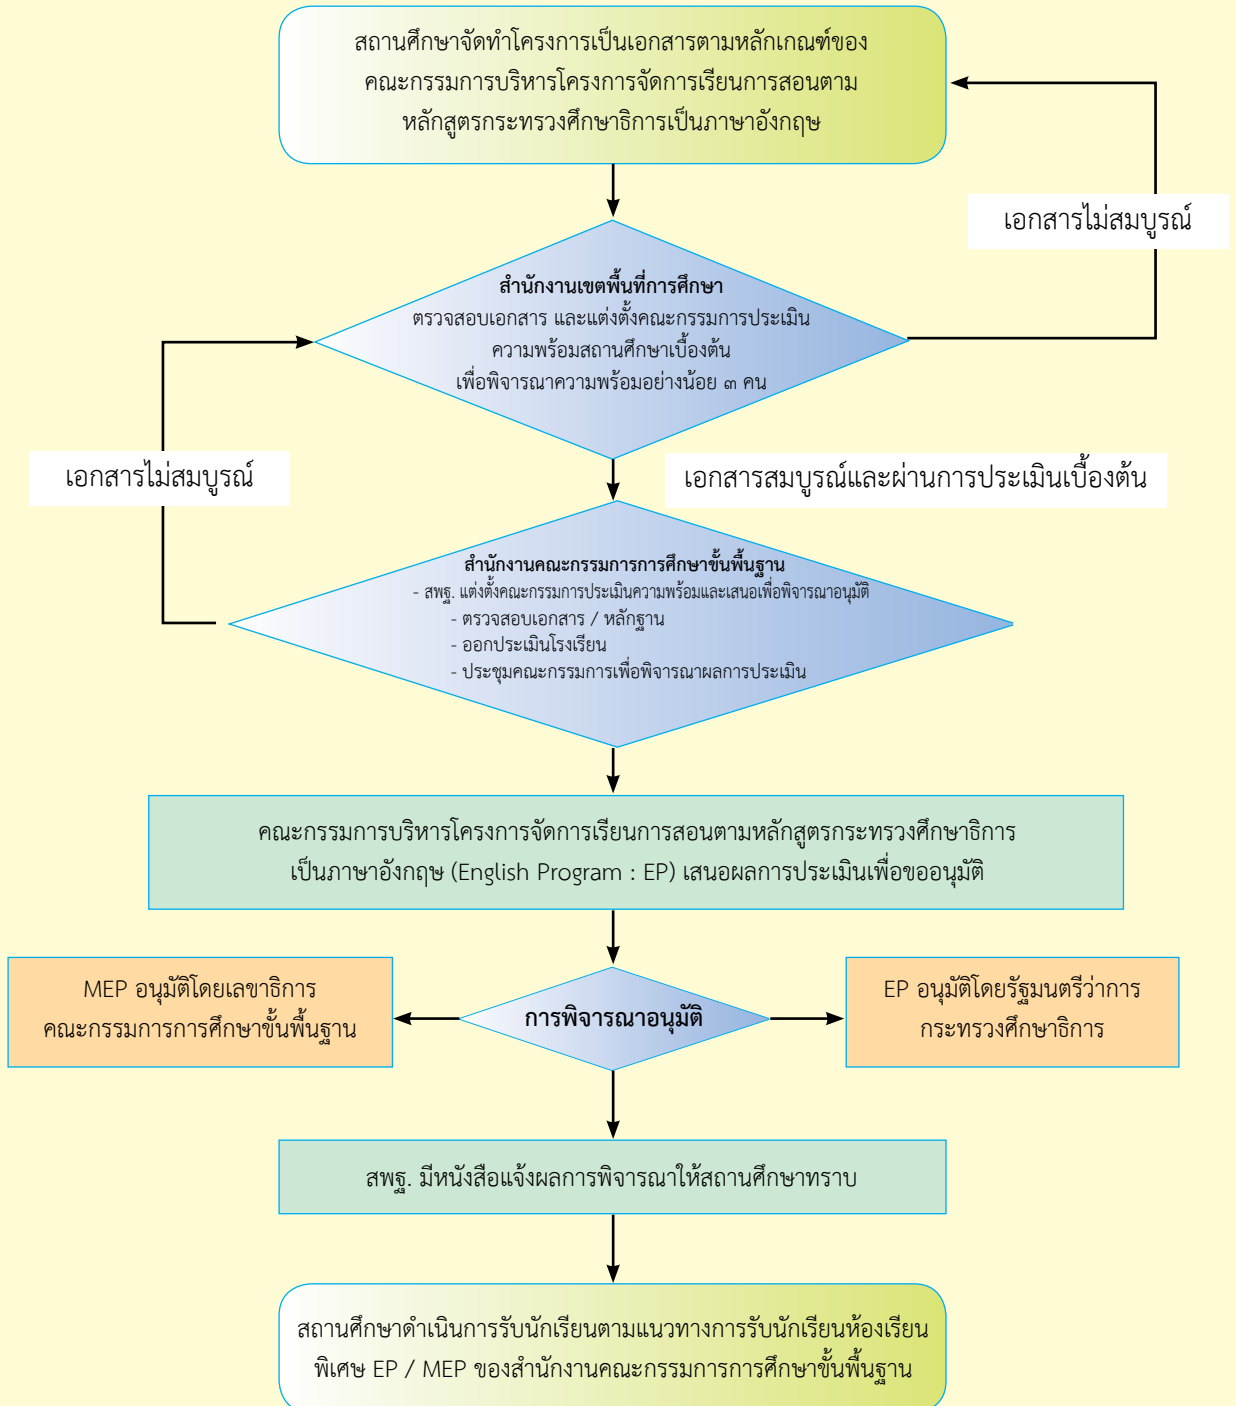 สถานศึกษาจัดทำโครงการเป็นเอกสารตามหลักเกณฑ์ของ
คณะกรรมการบริหารโครงการจัดการเรียนการสอนตาม
หลักสูตรกระทรวงศึกษาธิการเป็นภาษาอังกฤษ
เอกสารไม่สมบูรณ์
สำนักงานเขตพื้นที่การศึกษา
ตรวจสอบเอกสาร และแต่งตั้งคณะกรรมการประเมิน
ความพร้อมสถานศึกษาเบื้องต้น
เพื่อพิจารณาความพร้อมอย่างน้อย ๓ คน
เอกสารไม่สมบูรณ์
เอกสารสมบูรณ์และผ่านการประเมินเบื้องต้น
สำนักงานคณะกรรมการการศึกษาขั้นพื้นฐาน
- สพฐ. แต่งตั้งคณะกรรมการประเมินความพร้อมและเสนอเพื่อพิจารณาอนุมัติ
- ตรวจสอบเอกสาร / หลักฐาน
- ออกประเมินโรงเรียน
- ประชุมคณะกรรมการเพื่อพิจารณาผลการประเมิน
คณะกรรมการบริหารโครงการจัดการเรียนการสอนตามหลักสูตรกระทรวงศึกษาธิการ
เป็นภาษาอังกฤษ (English Program : EP) เสนอผลการประเมินเพื่อขออนุมัติ
MEP อนุมัติโดยเลขาธิการ
คณะกรรมการการศึกษาขั้นพื้นฐาน
การพิจารณาอนุมัติ
EP อนุมัติโดยรัฐมนตรีว่าการ
กระทรวงศึกษาธิการ
สพฐ. มีหนังสือแจ้งผลการพิจารณาให้สถานศึกษาทราบ
สถานศึกษาดำเนินการรับนักเรียนตามแนวทางการรับนักเรียนห้องเรียน
พิเศษ EP / MEP ของสำนักงานคณะกรรมการการศึกษาขั้นพื้นฐาน